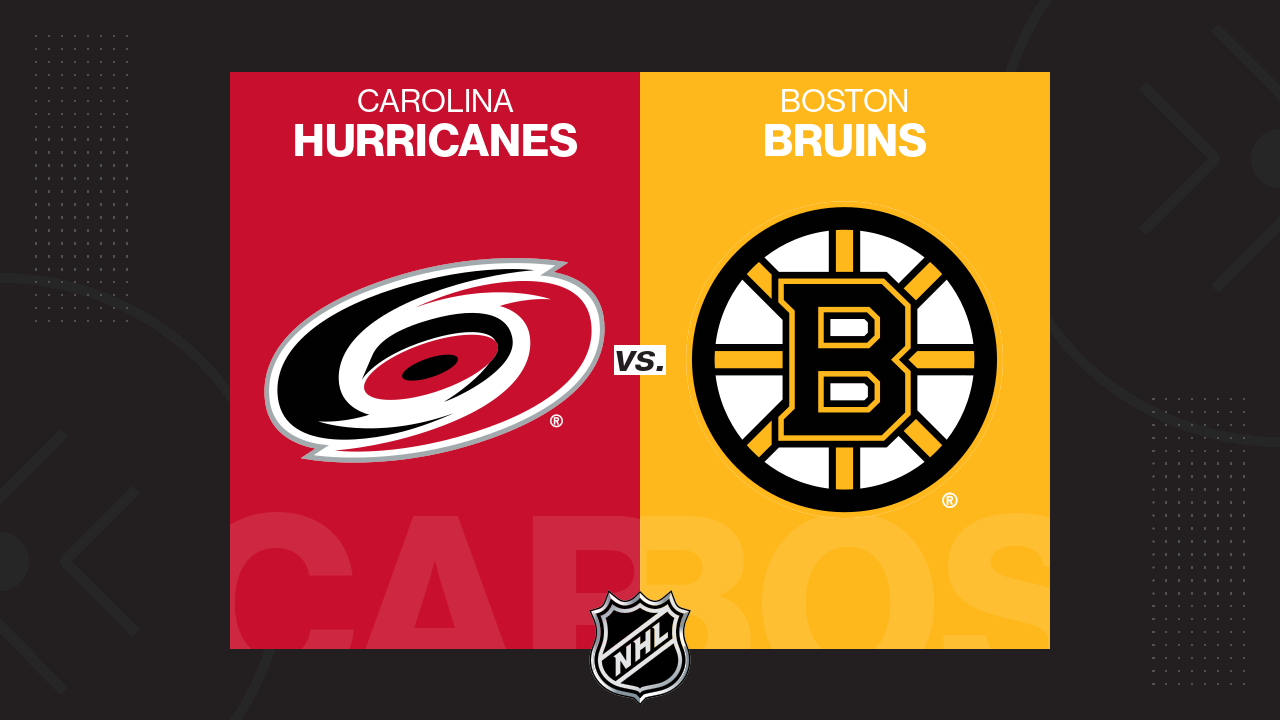 CAROLINA
HURRICANES
BOSTON
BRUINS
vs.
B
®
®
CAR
BOS
NHL